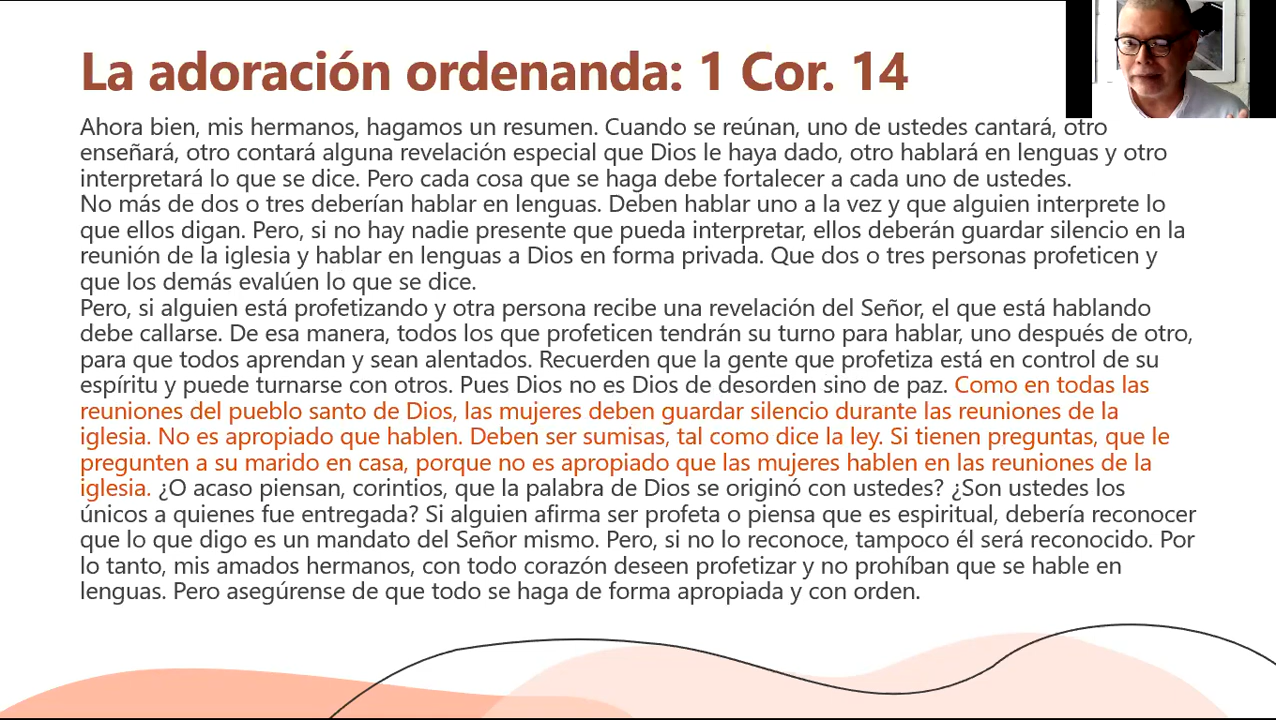 La adoración ordenanda: 1 Cor. 14
Ahora bien, mis hermanos, hagamos un resumen. Cuando se reúnan, uno de ustedes cantará, otro
enseñará, otro contará alguna revelación especial que Dios le haya dado, otro hablará en lenguas y otro
interpretará lo que se dice. Pero cada cosa que se haga debe fortalecer a cada uno de ustedes.
No más de dos o tres deberían hablar en lenguas. Deben hablar uno a la vez y que alguien interprete lo
que ellos digan. Pero, si no hay nadie presente que pueda interpretar, ellos deberán guardar silencio en la
reunión de la iglesia y hablar en lenguas a Dios en forma privada. Que dos o tres personas profeticen y
que los demás evalúen lo que se dice.
Pero, si alguien está profetizando y otra persona recibe una revelación del Señor, el que está hablando
debe callarse. De esa manera, todos los que profeticen tendrán su turno para hablar, uno después de otro,
para que todos aprendan y sean alentados. Recuerden que la gente que profetiza está en control de su
espíritu y puede turnarse con otros. Pues Dios no es Dios de desorden sino de paz. Como en todas las
reuniones del pueblo santo de Dios, las mujeres deben guardar silencio durante las reuniones de la
iglesia. No es apropiado que hablen. Deben ser sumisas, tal como dice la ley. Si tienen preguntas, que le
pregunten a su marido en casa, porque no es apropiado que las mujeres hablen en las reuniones de la
iglesia. ¿O acaso piensan, corintios, que la palabra de Dios se originó con ustedes? ¿Son ustedes los
únicos a quienes fue entregada? Si alguien afirma ser profeta o piensa que es espiritual, debería reconocer
que lo que digo es un mandato del Señor mismo. Pero, si no lo reconoce, tampoco él será reconocido. Por
lo tanto, mis amados hermanos, con todo corazón deseen profetizar y no prohíban que se hable en
lenguas. Pero asegúrense de que todo se haga de forma apropiada y con orden.